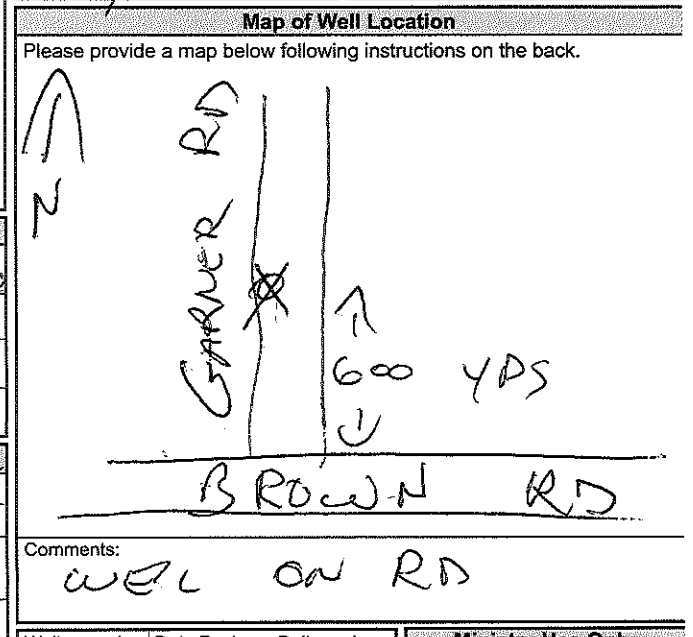 Map of Well Location
Please provide a map below following instructions on the back.
N
GARNER RD
600 YDS
BROWN RD
Comments:
WEL ON RD